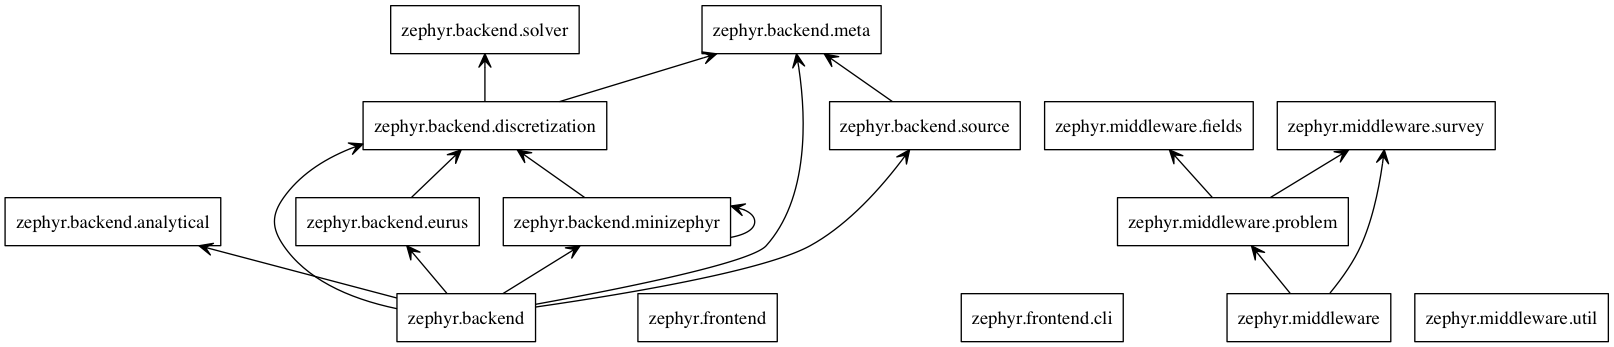 zephyr.backend.solver
zephyr.backend.meta
zephyr.backend.discretization
zephyr.backend.source
zephyr.middleware.fields
zephyr.middleware.survey
zephyr.backend.analytical
zephyr.backend.eurus
zephyr.backend.minizephyr
zephyr.middleware.problem
zephyr.backend
zephyr.frontend
zephyr.frontend.cli
zephyr.middleware
zephyr.middleware.util